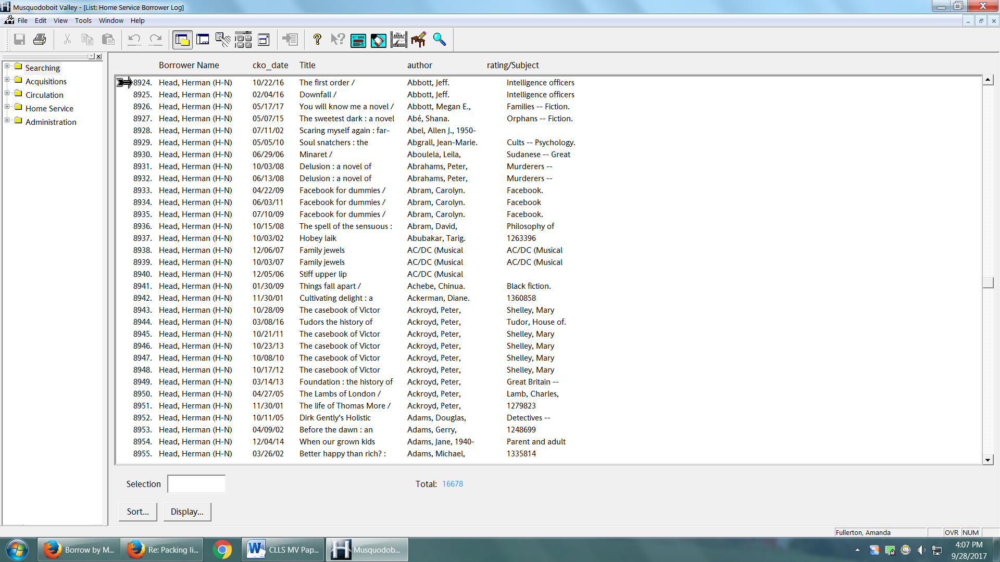 Musquodoboit Valley - [List: Home Service Borrower Log]
File Edit View Tools Window Help
Searching
Acquisitions
Circulation
Home Service
Administration
Borrower Name cko_date Title author rating/Subject
8924. Head, Herman (H-N) 10/22/16 The first order / Abbott, Jeff. Intelligence officers
8925. Head, Herman (H-N) 02/04/16 Downfall / Abbott, Jeff. Intelligence officers
8926. Head, Herman (H-N) 05/17/17 You will know me a novel / Abbott, Megan E., Families -- Fiction.
8927. Head, Herman (H-N) 05/07/15 The sweetest dark : a novel Abé, Shana. Orphans -- Fiction.
8928. Head, Herman (H-N) 07/11/02 Scaring myself again : far- Abel, Allen J., 1950-
8929. Head, Herman (H-N) 05/05/10 Soul snatchers : the Abgrall, Jean-Marie. Cults -- Psychology.
8930. Head, Herman (H-N) 06/29/06 Minaret / Aboulela, Leila, Sudanese -- Great
8931. Head, Herman (H-N) 10/03/08 Delusion : a novel of Abrahams, Peter, Murderers --
8932. Head, Herman (H-N) 06/13/08 Delusion : a novel of Abrahams, Peter, Murderers --
8933. Head, Herman (H-N) 04/22/09 Facebook for dummies / Abram, Carolyn. Facebook.
8934. Head, Herman (H-N) 06/03/11 Facebook for dummies / Abram, Carolyn. Facebook
8935. Head, Herman (H-N) 07/10/09 Facebook for dummies / Abram, Carolyn. Facebook.
8936. Head, Herman (H-N) 10/15/08 The spell of the sensuous : Abram, David, Philosophy of
8937. Head, Herman (H-N) 10/03/02 Hobey laik Abubakar, Tarig. 1263396
8938. Head, Herman (H-N) 12/06/07 Family jewels AC/DC (Musical AC/DC (Musical
8939. Head, Herman (H-N) 10/03/07 Family jewels AC/DC (Musical AC/DC (Musical
8940. Head, Herman (H-N) 12/05/06 Stiff upper lip AC/DC (Musical
8941. Head, Herman (H-N) 01/30/09 Things fall apart / Achebe, Chinua. Black fiction.
8942. Head, Herman (H-N) 11/30/01 Cultivating delight : a Ackerman, Diane. 1360858
8943. Head, Herman (H-N) 10/28/09 The casebook of Victor Ackroyd, Peter, Shelley, Mary
8944. Head, Herman (H-N) 03/08/16 Tudors the history of Ackroyd, Peter, Tudor, House of.
8945. Head, Herman (H-N) 10/21/11 The casebook of Victor Ackroyd, Peter, Shelley, Mary
8946. Head, Herman (H-N) 10/23/13 The casebook of Victor Ackroyd, Peter, Shelley, Mary
8947. Head, Herman (H-N) 10/08/10 The casebook of Victor Ackroyd, Peter, Shelley, Mary
8948. Head, Herman (H-N) 10/17/12 The casebook of Victor Ackroyd, Peter, Shelley, Mary
8949. Head, Herman (H-N) 03/14/13 Foundation : the history of Ackroyd, Peter, Great Britain --
8950. Head, Herman (H-N) 04/27/05 The Lambs of London / Ackroyd, Peter, Lamb, Charles,
8951. Head, Herman (H-N) 11/30/01 The life of Thomas More / Ackroyd, Peter, 1279823
8952. Head, Herman (H-N) 10/11/05 Dirk Gently's Holistic Adams, Douglas, Detectives --
8953. Head, Herman (H-N) 04/09/02 Before the dawn : an Adams, Gerry, 1248699
8954. Head, Herman (H-N) 12/04/14 When our grown kids Adams, Jane, 1940- Parent and adult
8955. Head, Herman (H-N) 03/26/02 Better happy than rich? : Adams, Michael, 1335814
Selection Total: 16678
Sort... Display...
Fullerton, Amanda OVR NUM
Borrow by M... Re: Packing li... CLLS MV Pap... Musquodob...
4:07 PM
9/28/2017